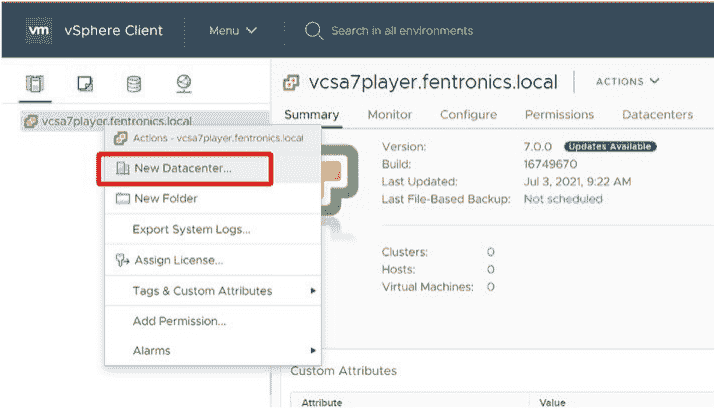 vm vSphere Client Menu Search in all environments
vcsa7player.fentronics.local ACTIONS
vcsa7player.fentronics.local
Summary Monitor Configure Permissions Datacenters
Actions - vcsa7player.fentronics.local
New Datacenter...
New Folder
Export System Logs...
Assign License...
Tags & Custom Attributes
Add Permission...
Alarms
Version: 7.0.0 Updates Available
Build: 16749670
Last Updated: Jul 3, 2021, 9:22 AM
Last File-Based Backup: Not scheduled
Clusters: 0
Hosts: 0
Virtual Machines: 0
Custom Attributes
Attribute Value